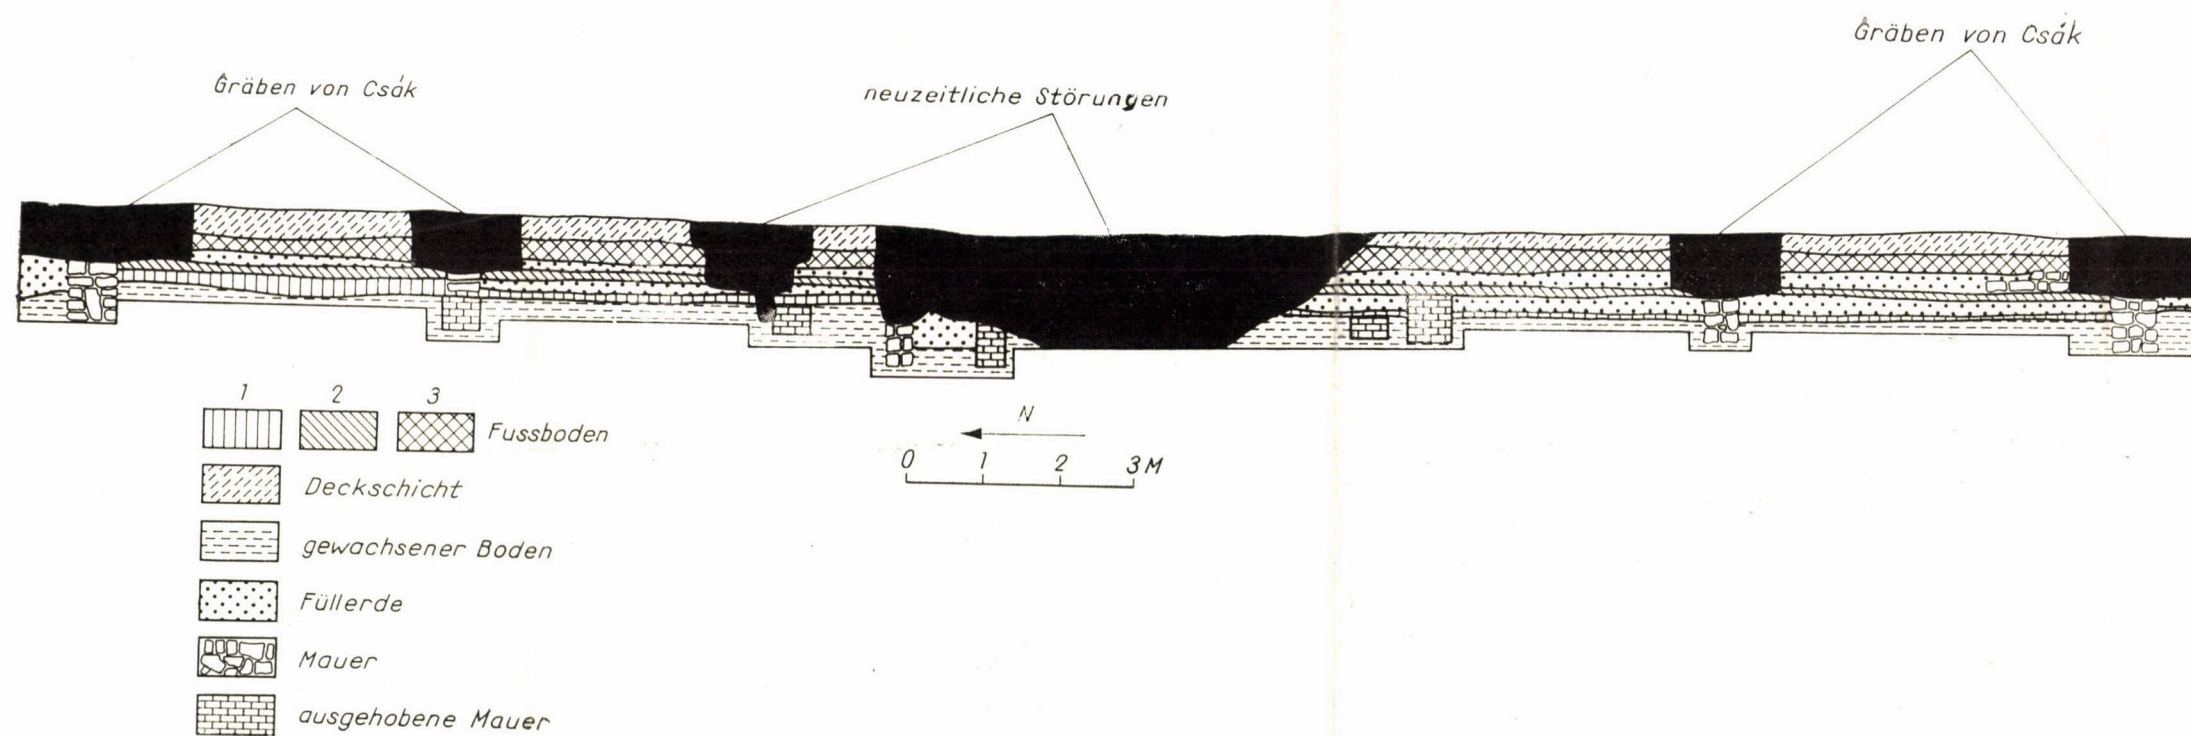 Gräben von Csák
neuzeitliche Störungen
Gräben von Csák
1 2 3
Fussboden
Deckschicht
gewachsener Boden
Füllerde
Mauer
ausgehobene Mauer
N
0 1 2 3 M